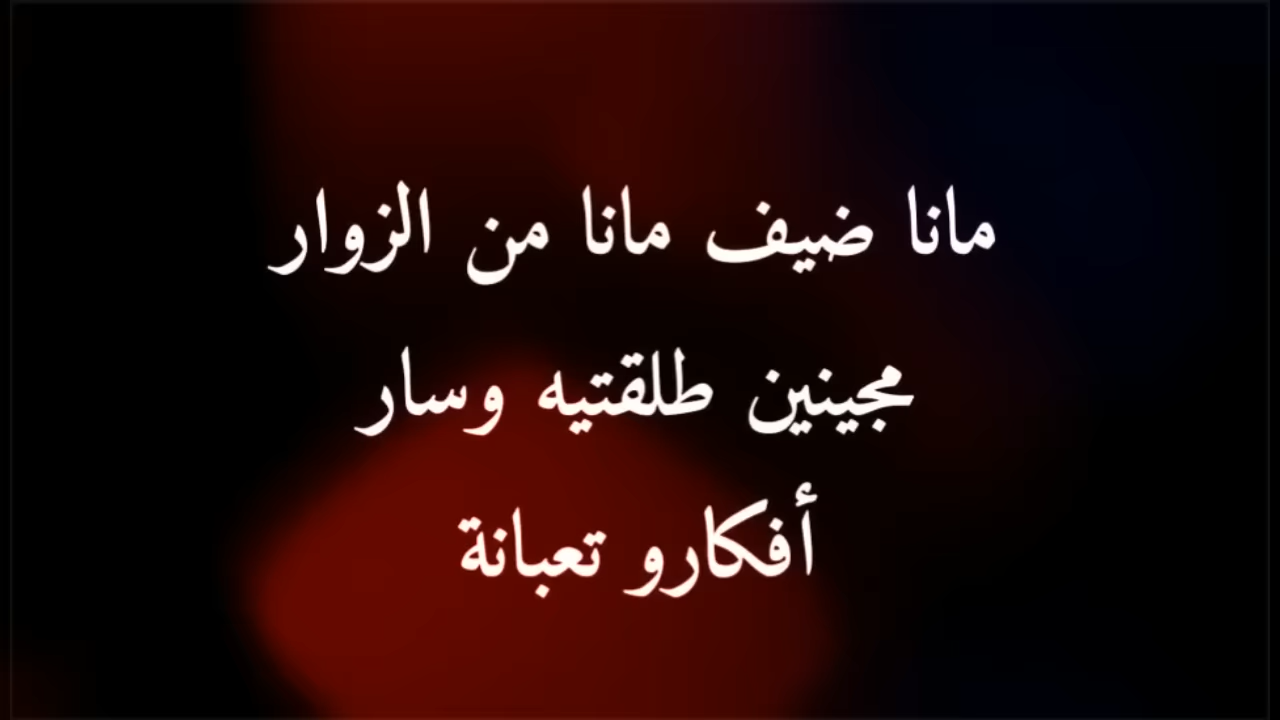 مانا ضيف مانا من الزوار
مجينين طلقتيه وسار
أفكارو تعبانة